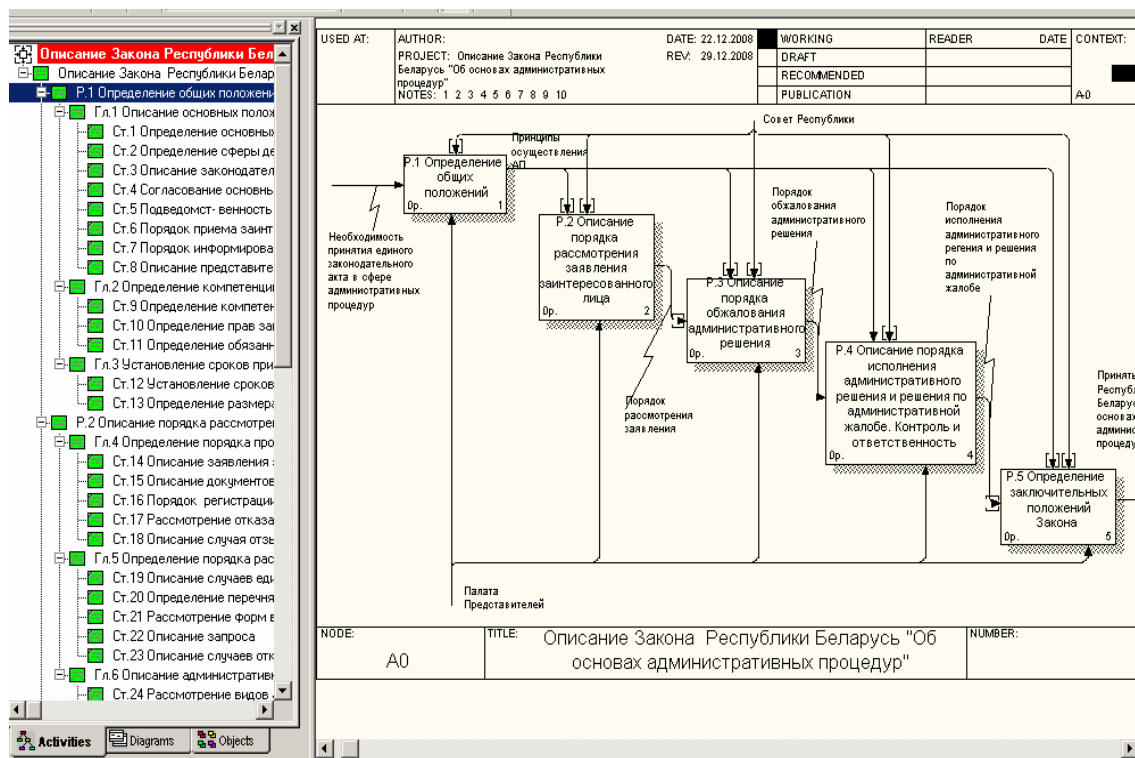 Описание Закона Республики Бел
Описание Закона Республики Белар
Р.1 Определение общих положени
Гл.1 Описание основных полож
Ст.1 Определение основных
Ст.2 Определение сферы де
Ст.3 Описание законодател
Ст.4 Согласование основнь
Ст.5 Подведомст- венность
Ст.6 Порядок приема заинт
Ст.7 Порядок информирова
Ст.8 Описание представите
Гл.2 Определение компетенци
Ст.9 Определение компетен
Ст.10 Определение прав заи
Ст.11 Определение обязанн
Гл.3 Установление сроков при
Ст.12 Установление сроков
Ст.13 Определение размера
Р.2 Описание порядка рассмотре
Гл.4 Определение порядка про
Ст.14 Описание заявления
Ст.15 Описание документов
Ст.16 Порядок регистрации
Ст.17 Рассмотрение отказа
Ст.18 Описание случая отзы
Гл.5 Определение порядка рас
Ст.19 Описание случаев еди
Ст.20 Определение перечня
Ст.21 Рассмотрение форм в
Ст.22 Описание запроса
Ст.23 Описание случаев отк
Гл.6 Описание административн
Ст.24 Рассмотрение видов
Activities Diagrams Objects
USED AT:
AUTHOR: DATE: 22.12.2008
PROJECT: Описание Закона Республики REV: 29.12.2008
Беларусь "Об основах административных
процедур"
NOTES: 1 2 3 4 5 6 7 8 9 10
WORKING
DRAFT
RECOMMENDED
PUBLICATION
READER DATE
CONTEXT:
A-0
Совет Республики
Принципы
осуществления
АП
Р.1 Определение
общих
положений
0р. 1
Необходимость
принятия единого
законодательного
акта в сфере
административных
процедур
Р.2 Описание
порядка
рассмотрения
заявления
заинтересованного
лица
0р. 2
Порядок
обжалования
административного
решения
Р.3 Описание
порядка
обжалования
административного
решения
0р. 3
Порядок
исполнения
административного
регения и решения
по
административной
жалобе
Р.4 Описание порядка
исполнения
административного
решения и решения по
административной
жалобе. Контроль и
ответственность
0р. 4
Порядок
рассмотрения
заявления
Принять
Республ
Беларус
основах
админис
процеду
Р.5 Определение
заключительных
положений
Закона
0р. 5
Палата
Представителей
NODE:
A0
TITLE:
Описание Закона Республики Беларусь "Об
основах административных процедур"
NUMBER: